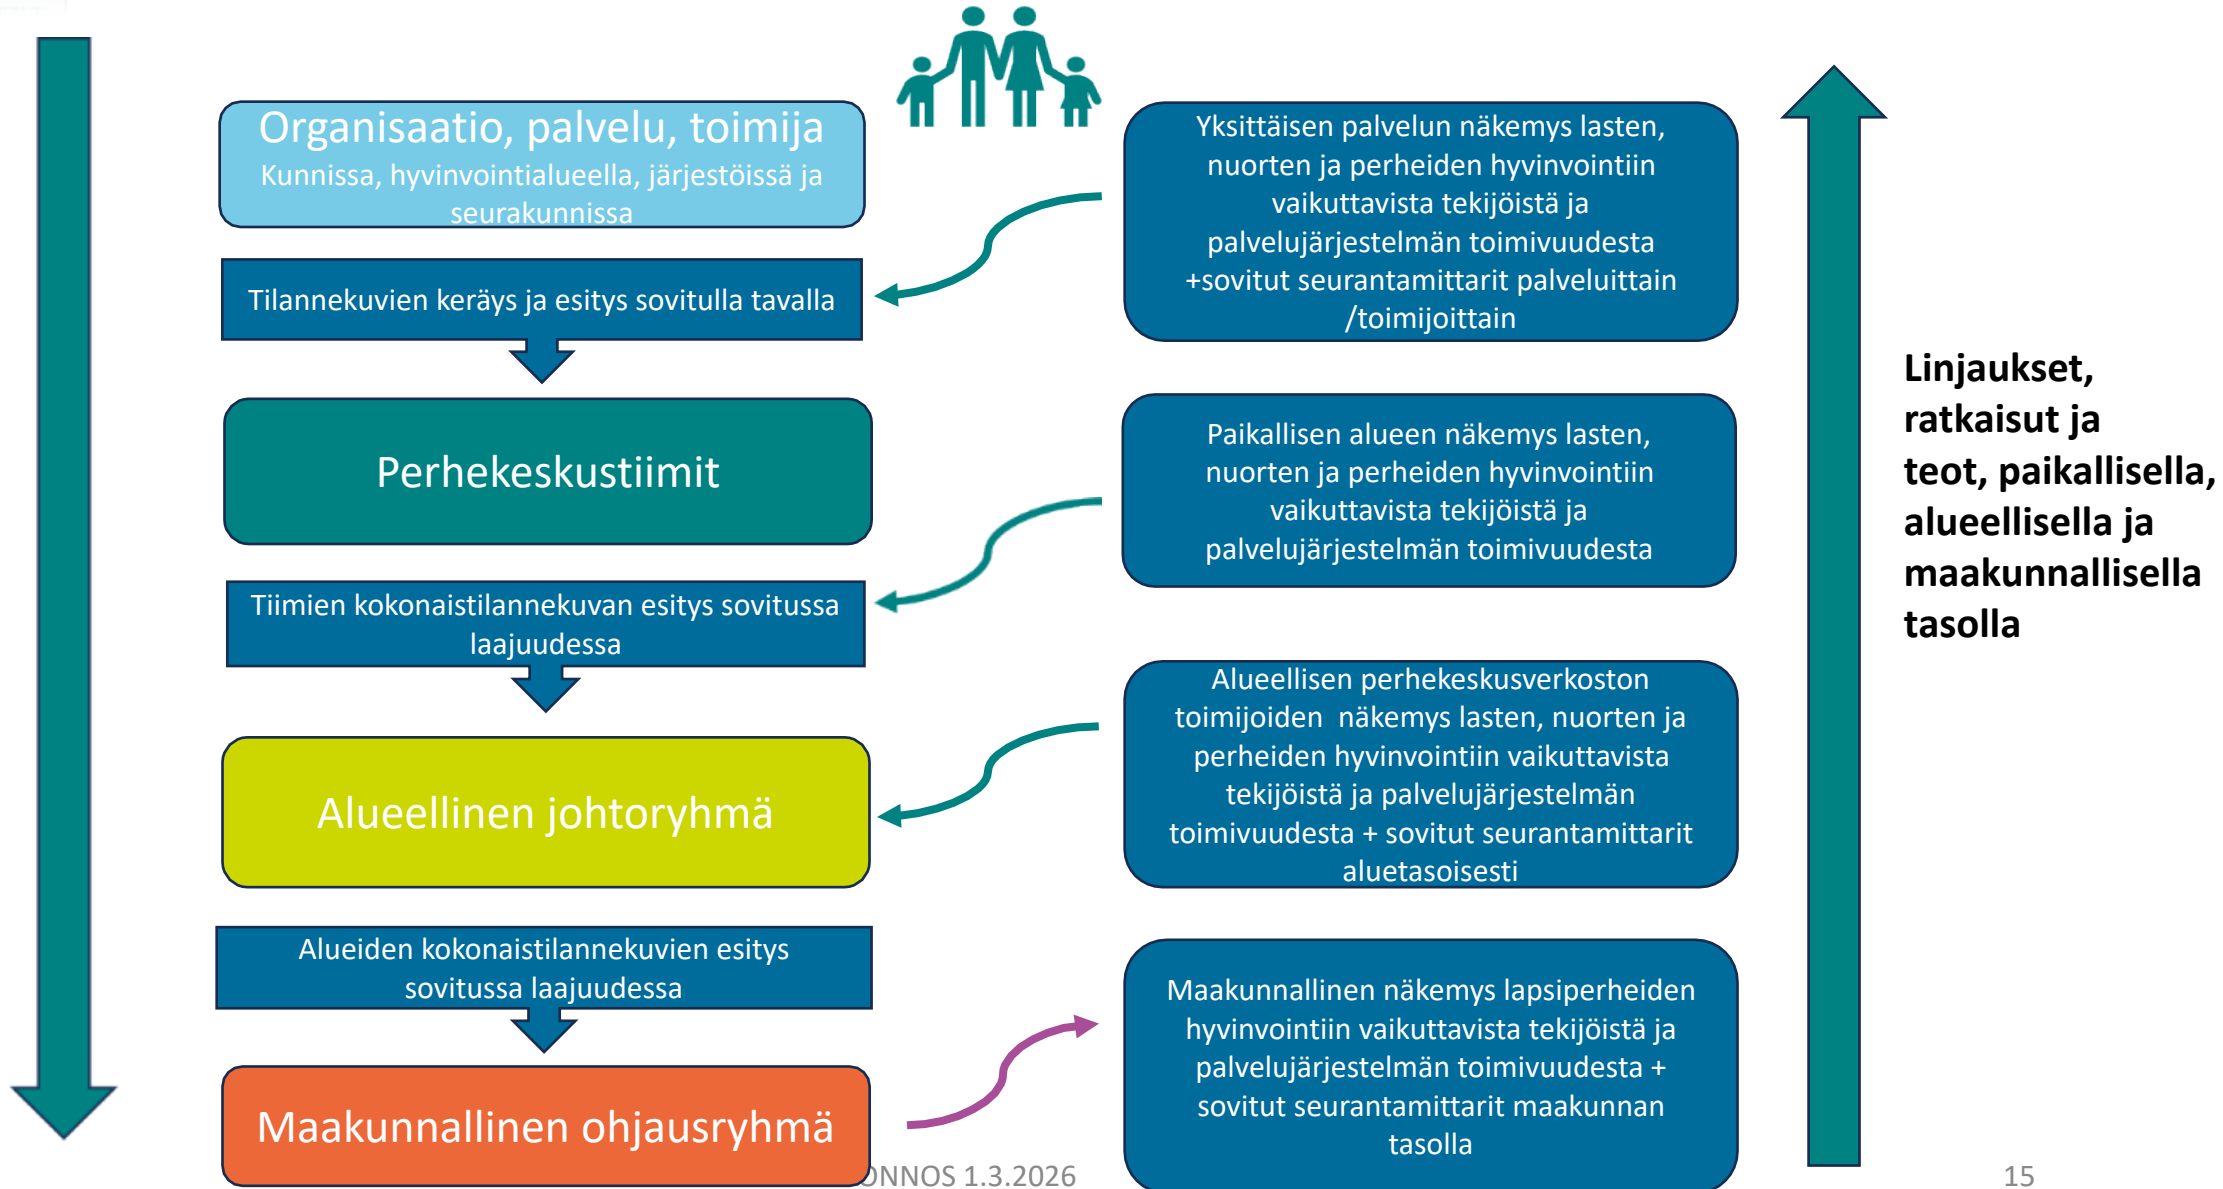 Organisaatio, palvelu, toimija
Kunnissa, hyvinvointialueella, järjestöissä ja
seurakunnissa
Tilannekuvien keräys ja esitys sovitulla tavalla
Perhekeskustiimit
Tiimien kokonaistilannekuvan esitys sovitussa
laajuudessa
Alueellinen johtoryhmä
Alueiden kokonaistilannekuvien esitys
sovitussa laajuudessa
Maakunnallinen ohjausryhmä
Yksittäisen palvelun näkemys lasten,
nuorten ja perheiden hyvinvointiin
vaikuttavista tekijöistä ja
palvelujärjestelmän toimivuudesta
+sovitut seurantamittarit palveluittain
/toimijoittain
Paikallisen alueen näkemys lasten,
nuorten ja perheiden hyvinvointiin
vaikuttavista tekijöistä ja
palvelujärjestelmän toimivuudesta
Alueellisen perhekeskusverkoston
toimijoiden  näkemys lasten, nuorten ja
perheiden hyvinvointiin vaikuttavista
tekijöistä ja palvelujärjestelmän
toimivuudesta + sovitut seurantamittarit
aluetasoisesti
Maakunnallinen näkemys lapsiperheiden
hyvinvointiin vaikuttavista tekijöistä ja
palvelujärjestelmän toimivuudesta +
sovitut seurantamittarit maakunnan
tasolla
Linjaukset,
ratkaisut ja
teot, paikallisella,
alueellisella ja
maakunnallisella
tasolla
1.3.2026
15